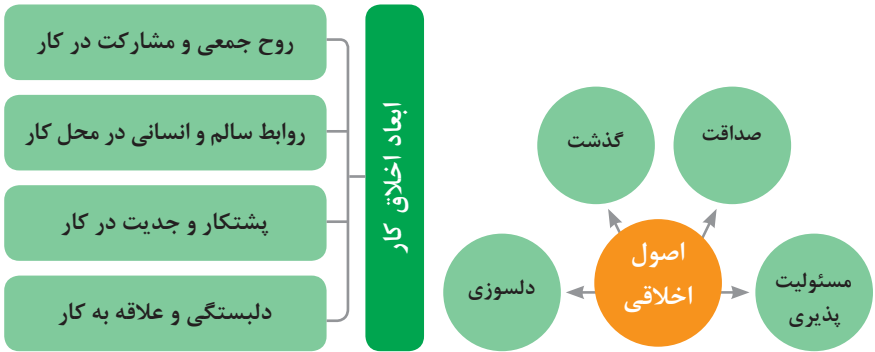 صداقت
گذشت
مسئولیت
پذیری
اصول
اخلاقی
دلسوزی
ابعاد اخلاق کار
روح جمعی و مشارکت در کار
روابط سالم و انسانی در محل کار
پشتکار و جدیت در کار
دلبستگی و علاقه به کار